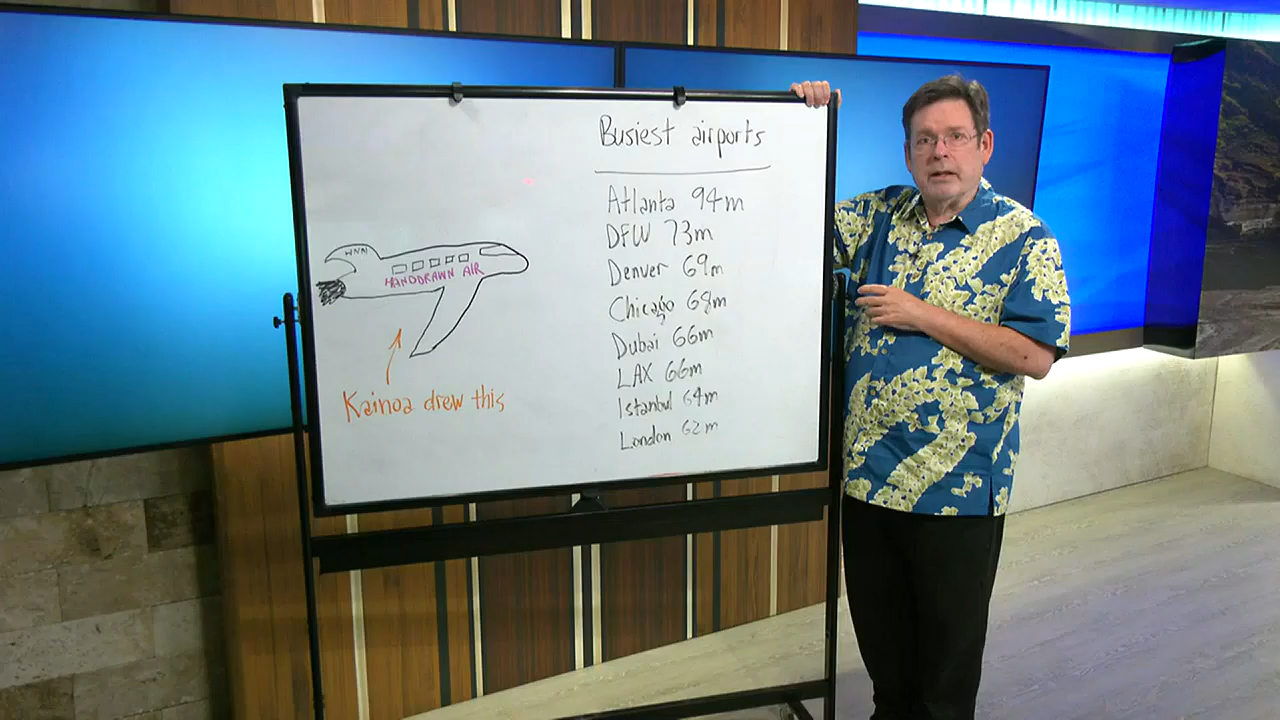 Busiest airports
Atlanta 94m
DFW 73m
Denver 69m
Chicago 68m
Dubai 66m
LAX 66m
Istanbul 64m
London 62m
HANDDRAWN AIR
Kainoa drew this